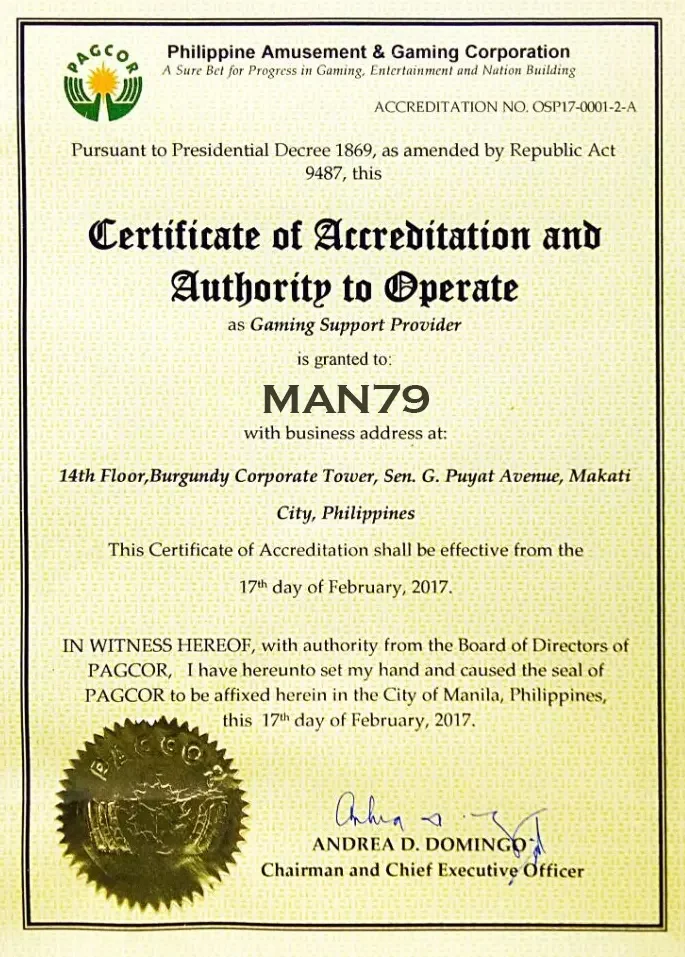 PAGCOR
Philippine Amusement & Gaming Corporation
A Sure Bet for Progress in Gaming, Entertainment and Nation Building
ACCREDITATION NO. OSP17-0001-2-A
Pursuant to Presidential Decree 1869, as amended by Republic Act
9487, this
Certificate of Accreditation and
Authority to Operate
as Gaming Support Provider
is granted to:
MAN79
with business address at:
14th Floor,Burgundy Corporate Tower, Sen. G. Puyat Avenue, Makati
City, Philippines
This Certificate of Accreditation shall be effective from the
17th day of February, 2017.
IN WITNESS HEREOF, with authority from the Board of Directors of
PAGCOR, I have hereunto set my hand and caused the seal of
PAGCOR to be affixed herein in the City of Manila, Philippines,
this 17th day of February, 2017.
PAGCOR
ANDREA D. DOMINGO
Chairman and Chief Executive Officer